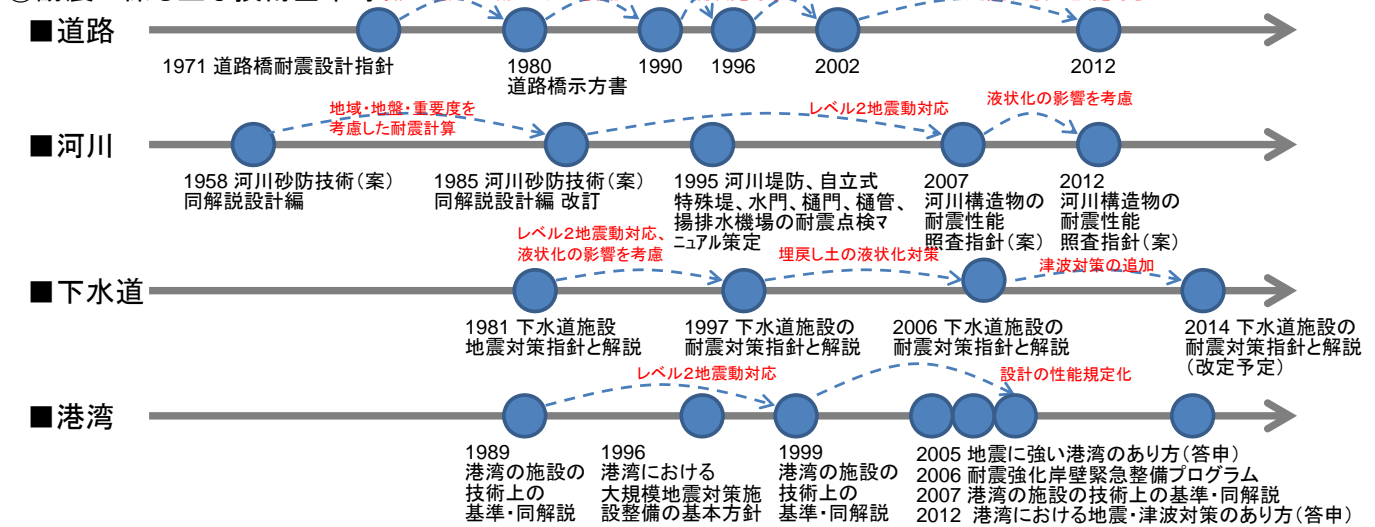 ■道路
1971 道路橋耐震設計指針
1980
道路橋示方書
1990
1996
2002
2012
■河川
地域・地盤・重要度を
考慮した耐震計算
レベル2地震動対応
液状化の影響を考慮
1958 河川砂防技術(案)
同解説設計編
1985 河川砂防技術(案)
同解説設計編 改訂
1995 河川堤防、自立式
特殊堤、水門、樋門、樋管、
揚排水機場の耐震点検マ
ニュアル策定
2007
河川構造物の
耐震性能
照査指針(案)
2012
河川構造物の
耐震性能
照査指針(案)
■下水道
レベル2地震動対応、
液状化の影響を考慮
埋戻し土の液状化対策
津波対策の追加
1981 下水道施設
地震対策指針と解説
1997 下水道施設の
耐震対策指針と解説
2006 下水道施設の
耐震対策指針と解説
2014 下水道施設の
耐震対策指針と解説
(改定予定)
■港湾
レベル2地震動対応
設計の性能規定化
1989
港湾の施設の
技術上の
基準・同解説
1996
港湾における
大規模地震対策施
設整備の基本方針
1999
港湾の施設の
技術上の
基準・同解説
2005 地震に強い港湾のあり方(答申)
2006 耐震強化岸壁緊急整備プログラム
2007 港湾の施設の技術上の基準・同解説
2012 港湾における地震・津波対策のあり方(答申)